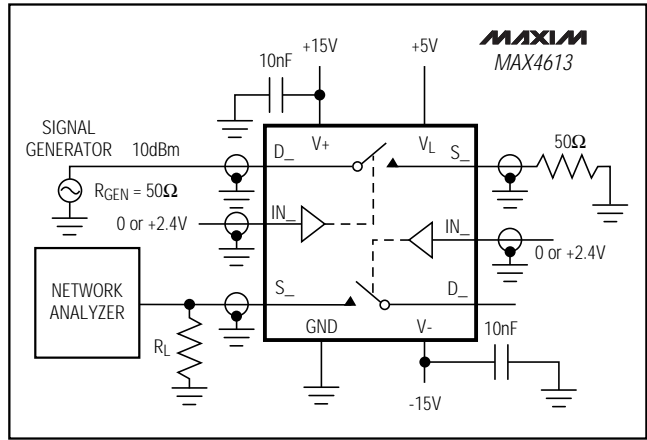 +15V
+5V
MAXIM
MAX4613
10nF
SIGNAL
GENERATOR
10dBm
V+
VL
50Ω
D_
S_
RGEN = 50Ω
IN_
IN_
0 or +2.4V
0 or +2.4V
NETWORK
ANALYZER
S_
D_
RL
GND
V-
10nF
-15V